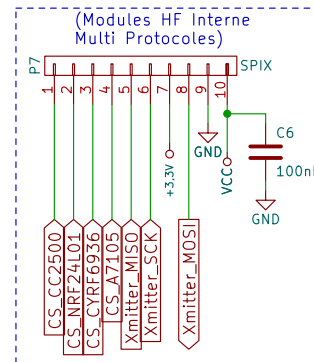 (Modules HF Interne
Multi Protocoles)
P7
SPIX
1
2
3
4
5
6
7
8
9
10
C6
100n
GND
+3,3V
VCC
GND
CS_CC2500
CS_NRF24L01
CS_CYRF6936
CS_A7105
Xmitter_MISO
Xmitter_SCK
Xmitter_MOSI